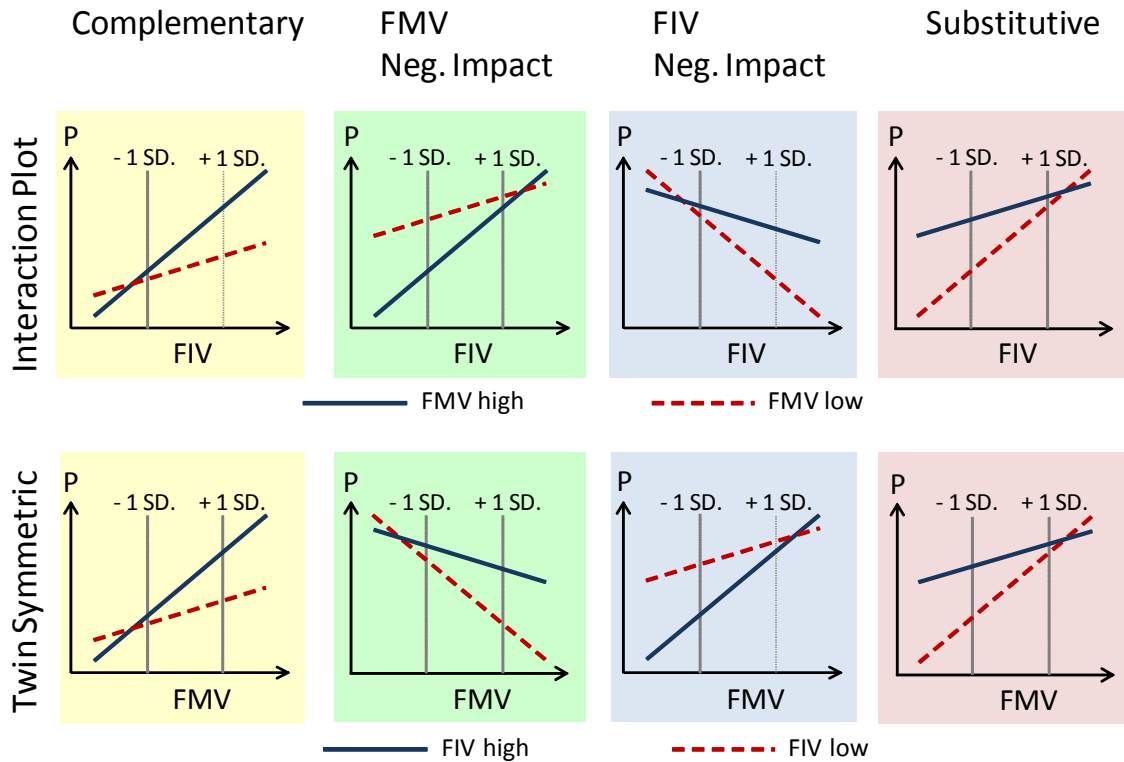 Complementary
FMV
Neg. Impact
FIV
Neg. Impact
Substitutive
Interaction Plot
P
- 1 SD.
+ 1 SD.
FIV
P
- 1 SD.
+ 1 SD.
FIV
P
- 1 SD.
+ 1 SD.
FIV
P
- 1 SD.
+ 1 SD.
FIV
FMV high
FMV low
Twin Symmetric
P
- 1 SD.
+ 1 SD.
FMV
P
- 1 SD.
+ 1 SD.
FMV
P
- 1 SD.
+ 1 SD.
FMV
P
- 1 SD.
+ 1 SD.
FMV
FIV high
FIV low